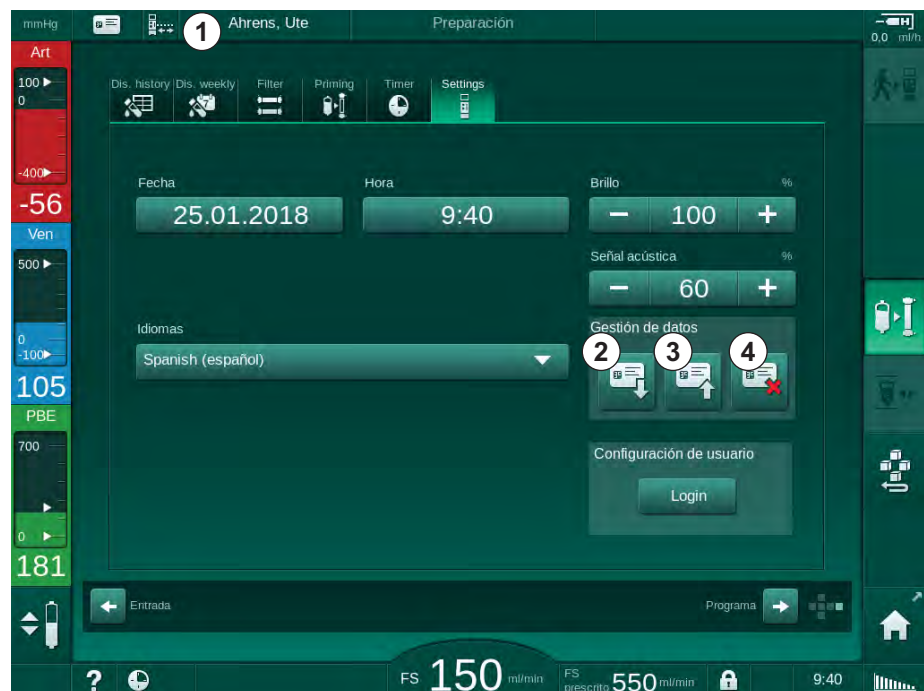 mmHg
1
Ahrens, Ute
Preparación
0,0 ml/h
Art
100
0
-400
-56
Ven
500
0
-100
105
PBE
700
0
181
Dis. history
Dis. weekly
Filter
Priming
Timer
Settings
Fecha
Hora
Brillo %
25.01.2018
9:40
− 100 +
Señal acústica %
− 60 +
Idiomas
Spanish (español)
Gestión de datos
2
3
4
Configuración de usuario
Login
Entrada
Programa
? FS 150 ml/min
FS
prescrito 550 ml/min
9:40